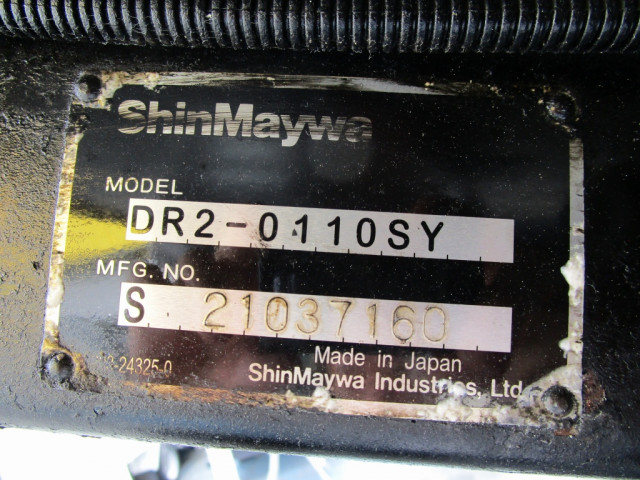 ShinMaywa
MODEL
DR2-0110SY
MFG. NO.
S 21037160
Made in Japan
ShinMaywa Industries, Ltd